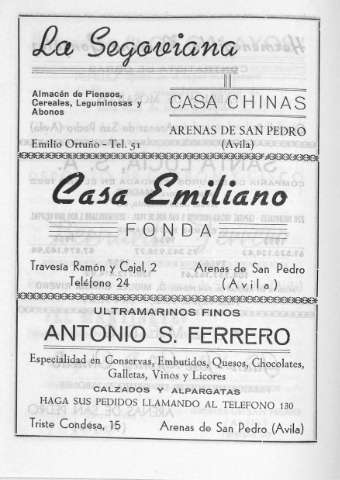 La Segoviana
Almacén de Piensos,
Cereales, Leguminosas y
Abonos
Emilio Ortuño - Tel. 51
CASA CHINAS
ARENAS DE SAN PEDRO
(Avila)
Casa Emiliano
FONDA
Travesía Ramón y Cajal, 2
Teléfono 24
Arenas de San Pedro
(Avila)
ULTRAMARINOS FINOS
ANTONIO S. FERRERO
Especialidad en Conservas, Embutidos, Quesos, Chocolates,
Galletas, Vinos y Licores
CALZADOS Y ALPARGATAS
HAGA SUS PEDIDOS LLAMANDO AL TELEFONO 130
Triste Condesa, 15 Arenas de San Pedro (Avila)